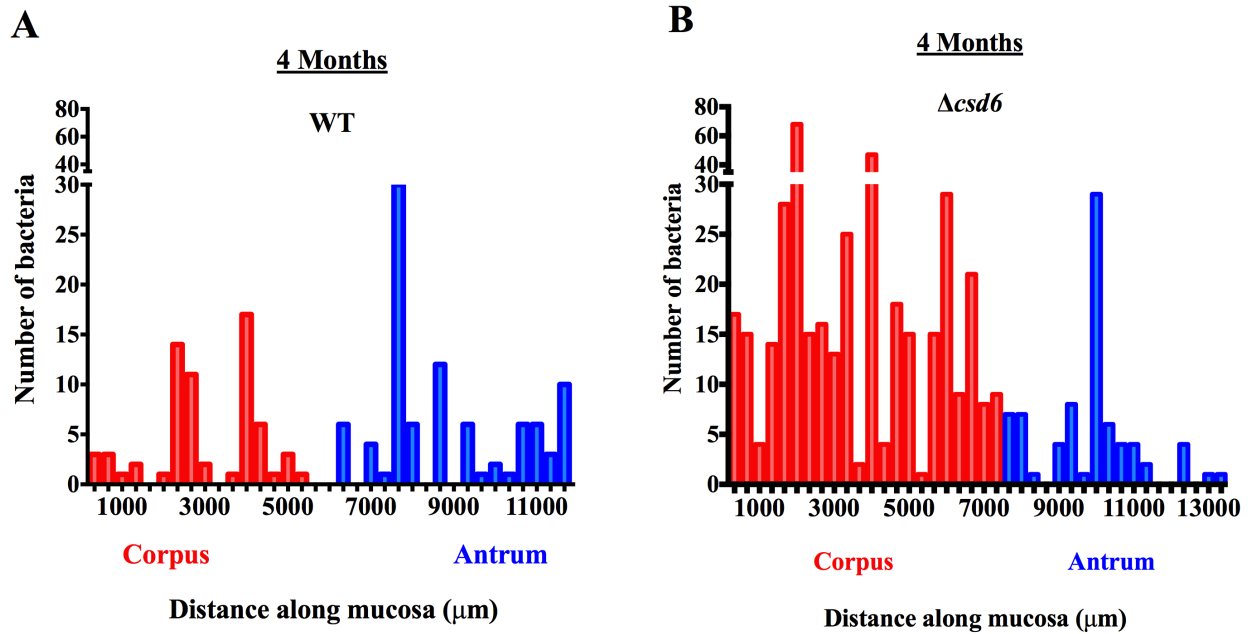 A
4 Months
WT
Number of bacteria
80
60
40
30
25
20
15
10
5
0
1000 3000 5000 7000 9000 11000
Corpus Antrum
Distance along mucosa (μm)
B
4 Months
Δcsd6
Number of bacteria
80
60
40
30
25
20
15
10
5
0
1000 3000 5000 7000 9000 11000 13000
Corpus Antrum
Distance along mucosa (μm)